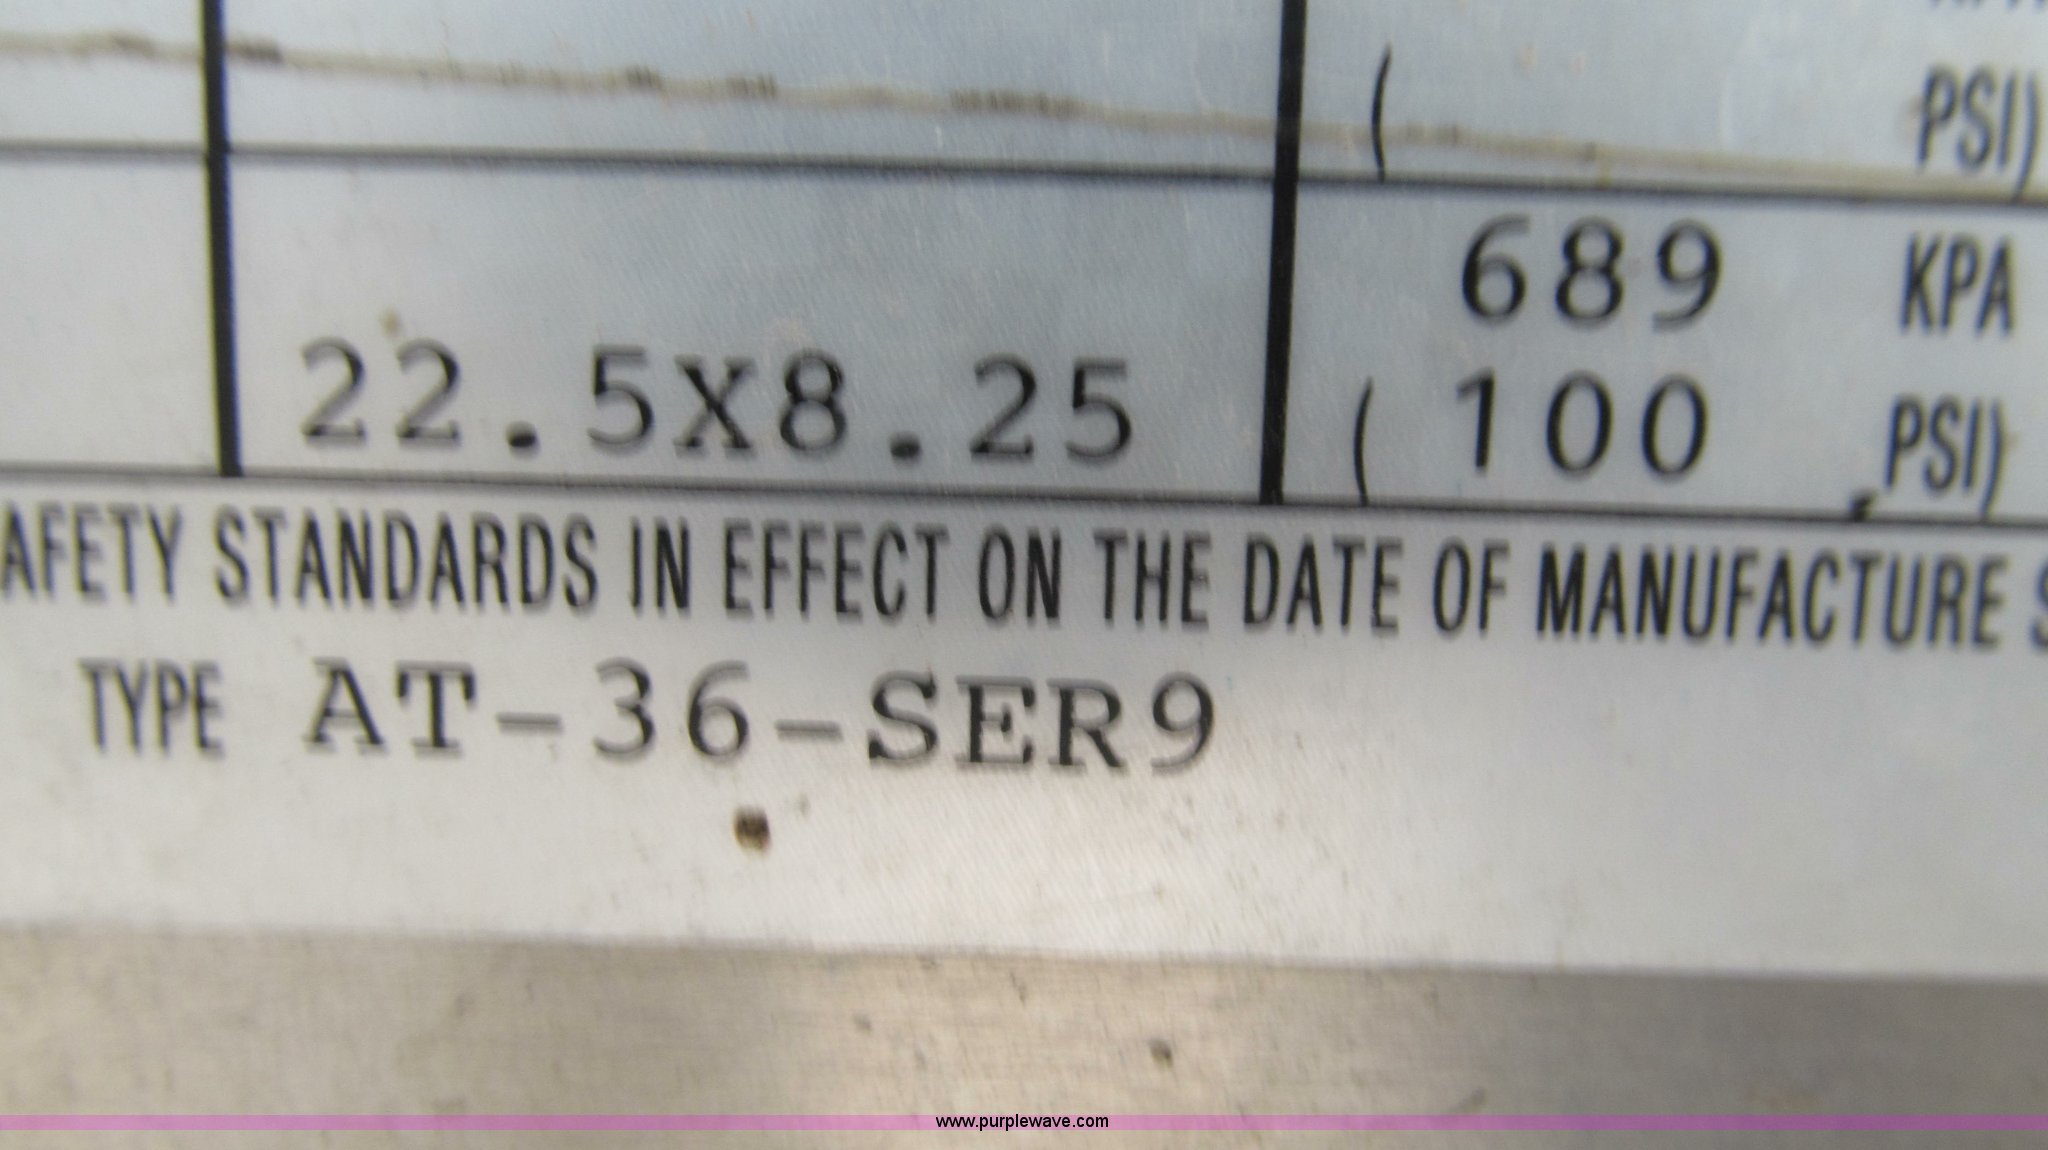 ( PSI)
689 KPA
22.5X8.25 ( 100 PSI)
AFETY STANDARDS IN EFFECT ON THE DATE OF MANUFACTURE S
TYPE AT-36-SER9
www.purplewave.com